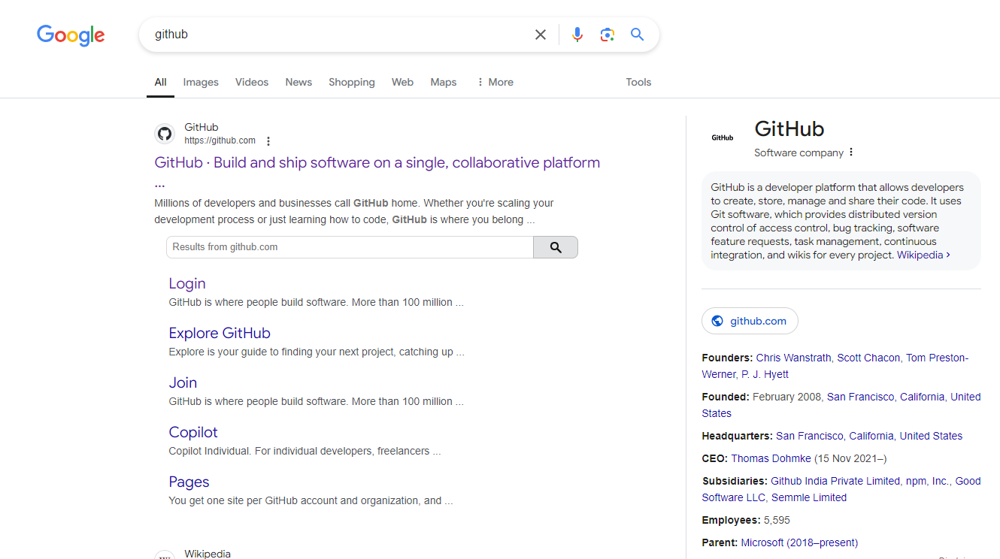 Google
github
All Images Videos News Shopping Web Maps More Tools
GitHub
https://github.com
GitHub · Build and ship software on a single, collaborative platform
...
Millions of developers and businesses call GitHub home. Whether you're scaling your
development process or just learning how to code, GitHub is where you belong ...
Results from github.com
Login
GitHub is where people build software. More than 100 million ...
Explore GitHub
Explore is your guide to finding your next project, catching up ...
Join
GitHub is where people build software. More than 100 million ...
Copilot
Copilot Individual. For individual developers, freelancers ...
Pages
You get one site per GitHub account and organization, and ...
Wikipedia
GitHub
GitHub
Software company
GitHub is a developer platform that allows developers
to create, store, manage and share their code. It uses
Git software, which provides distributed version
control of access control, bug tracking, software
feature requests, task management, continuous
integration, and wikis for every project. Wikipedia ›
github.com
Founders: Chris Wanstrath, Scott Chacon, Tom Preston-
Werner, P. J. Hyett
Founded: February 2008, San Francisco, California, United
States
Headquarters: San Francisco, California, United States
CEO: Thomas Dohmke (15 Nov 2021–)
Subsidiaries: Github India Private Limited, npm, Inc., Good
Software LLC, Semmle Limited
Employees: 5,595
Parent: Microsoft (2018–present)